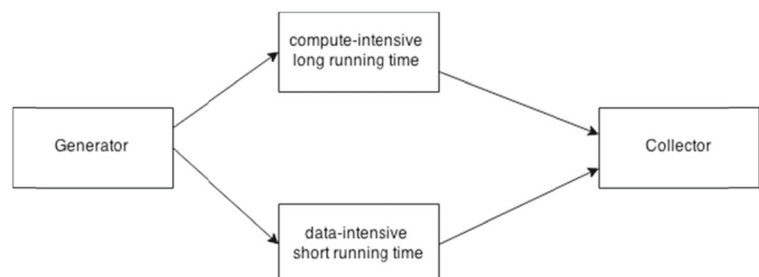 compute-intensive
long running time
Generator
Collector
data-intensive
short running time